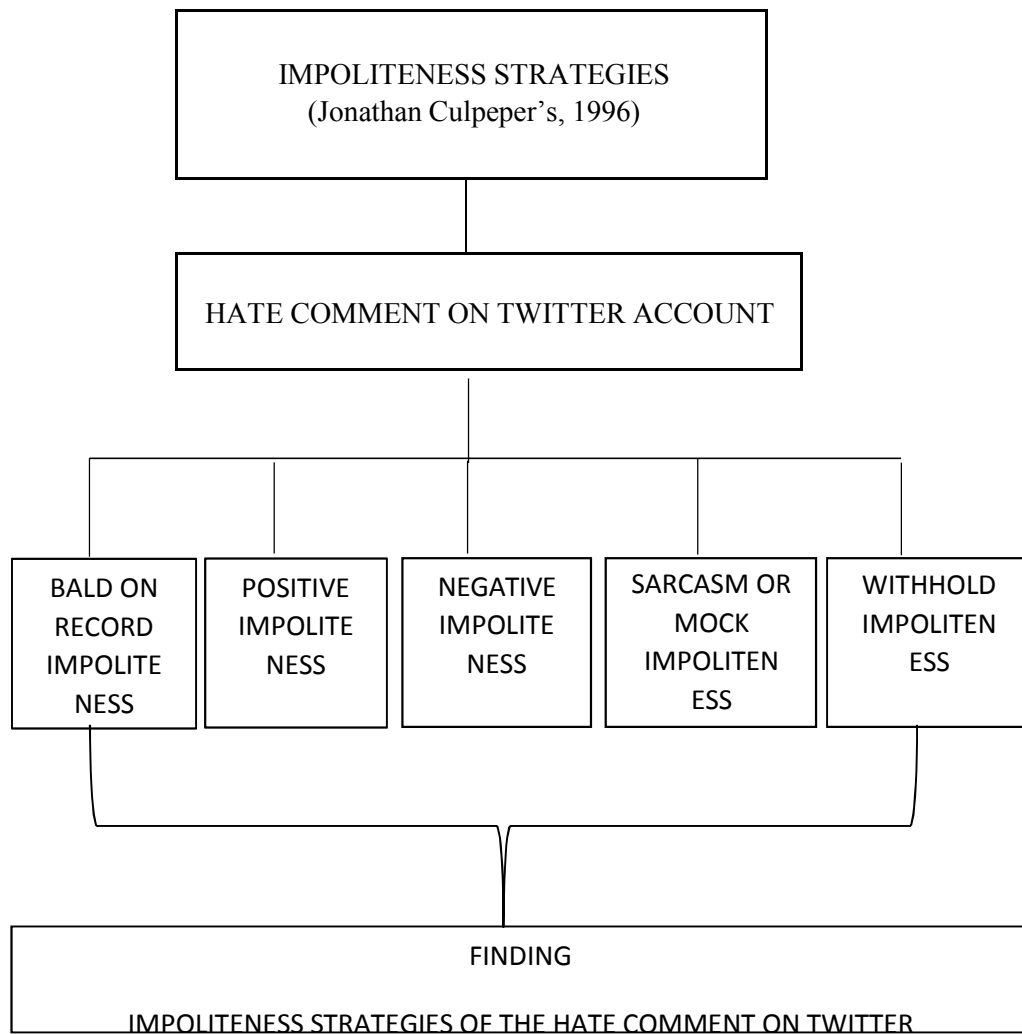 IMPOLITENESS STRATEGIES
(Jonathan Culpeper’s, 1996)
HATE COMMENT ON TWITTER ACCOUNT
BALD ON
RECORD
IMPOLITE
NESS
POSITIVE
IMPOLITE
NESS
NEGATIVE
IMPOLITE
NESS
SARCASM OR
MOCK
IMPOLITEN
ESS
WITHHOLD
IMPOLITEN
ESS
FINDING
IMPOLITENESS STRATEGIES OF THE HATE COMMENT ON TWITTER